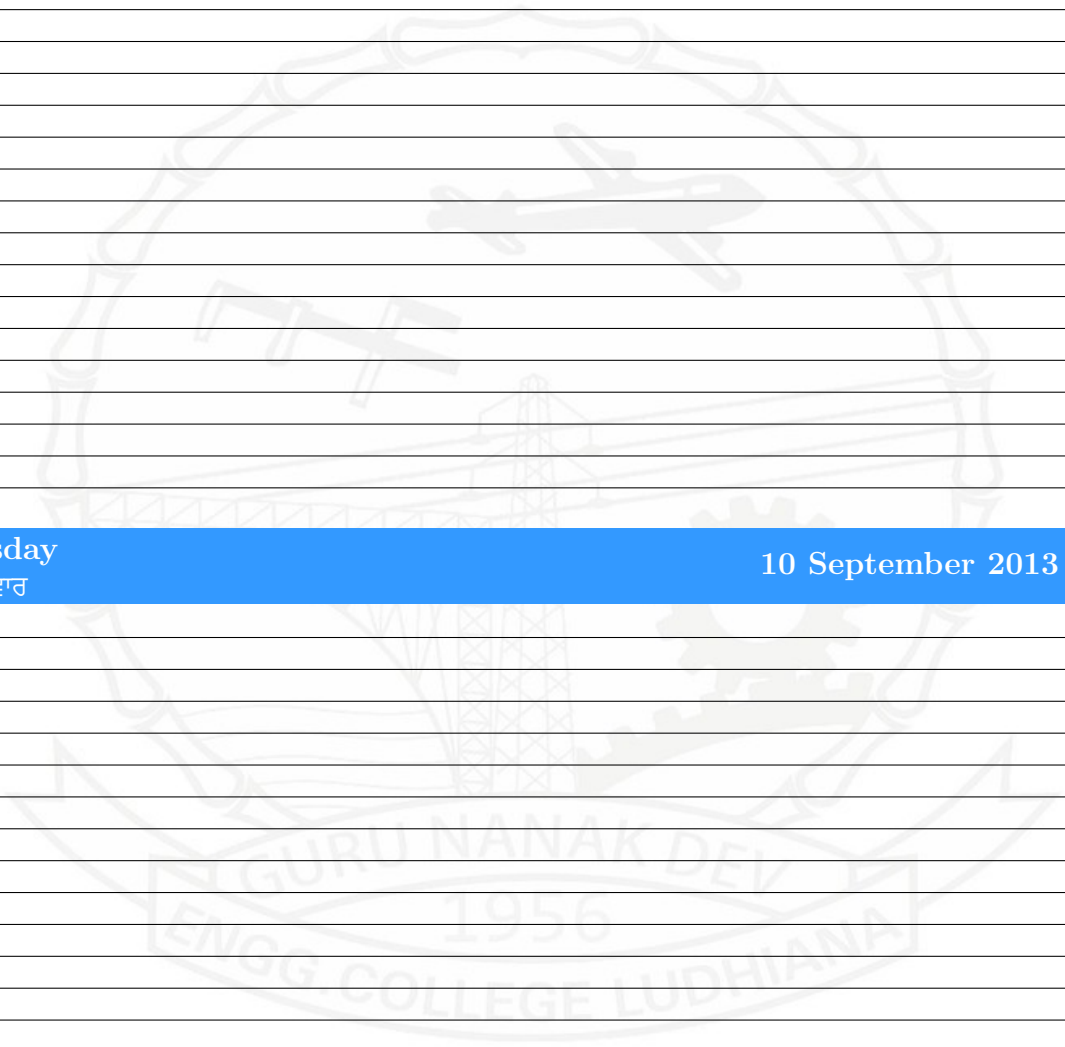 sday
ਵਾਰ
10 September 2013
GURU NANAK DEV
1956
ENGG. COLLEGE LUDHIANA